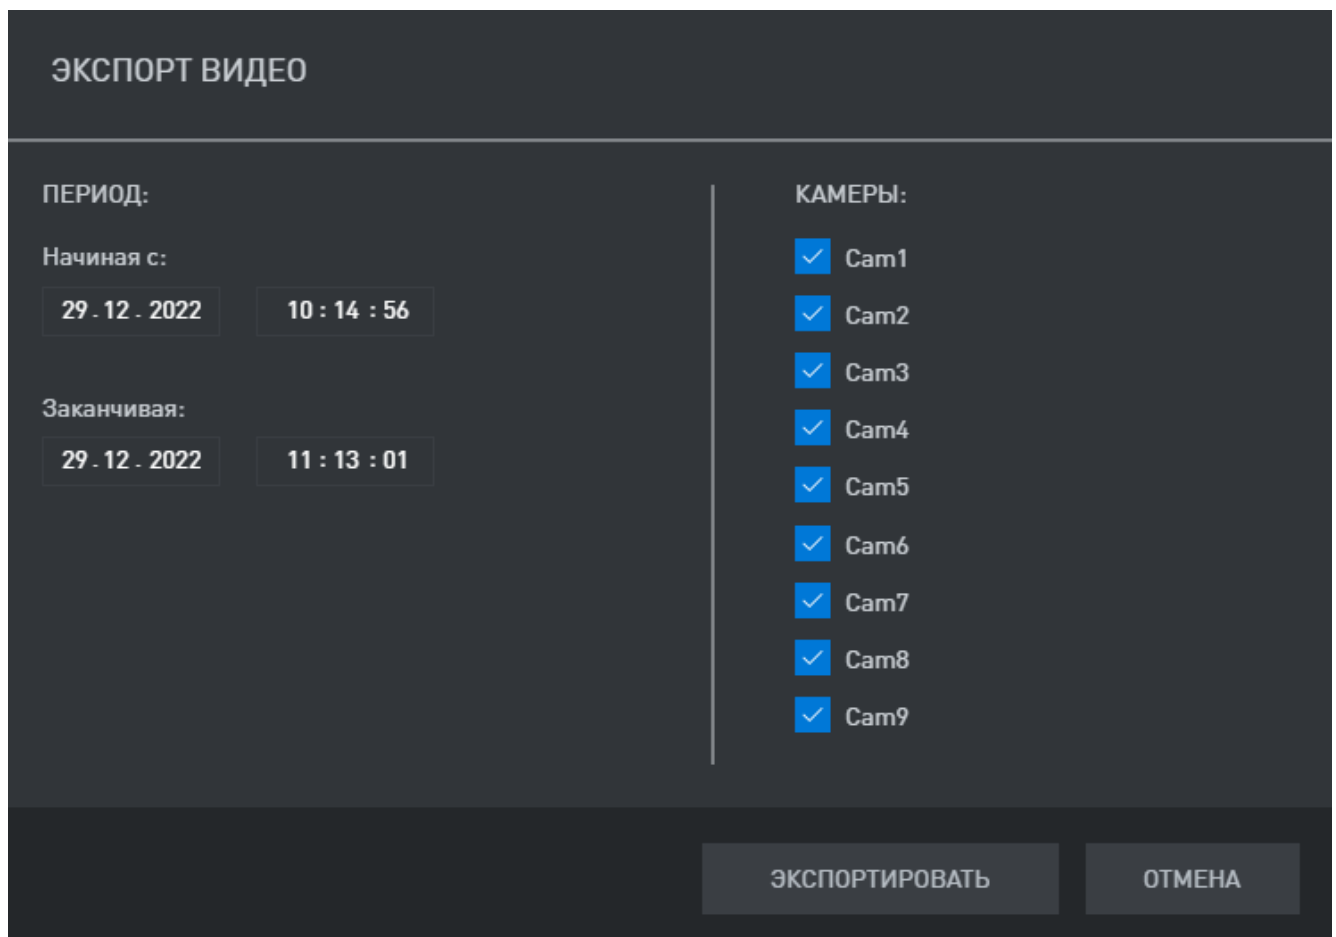 ЭКСПОРТ ВИДЕО
ПЕРИОД:
Начиная с:
29 - 12 - 2022 10 : 14 : 56
Заканчивая:
29 - 12 - 2022 11 : 13 : 01
КАМЕРЫ:
Cam1
Cam2
Cam3
Cam4
Cam5
Cam6
Cam7
Cam8
Cam9
ЭКСПОРТИРОВАТЬ ОТМЕНА